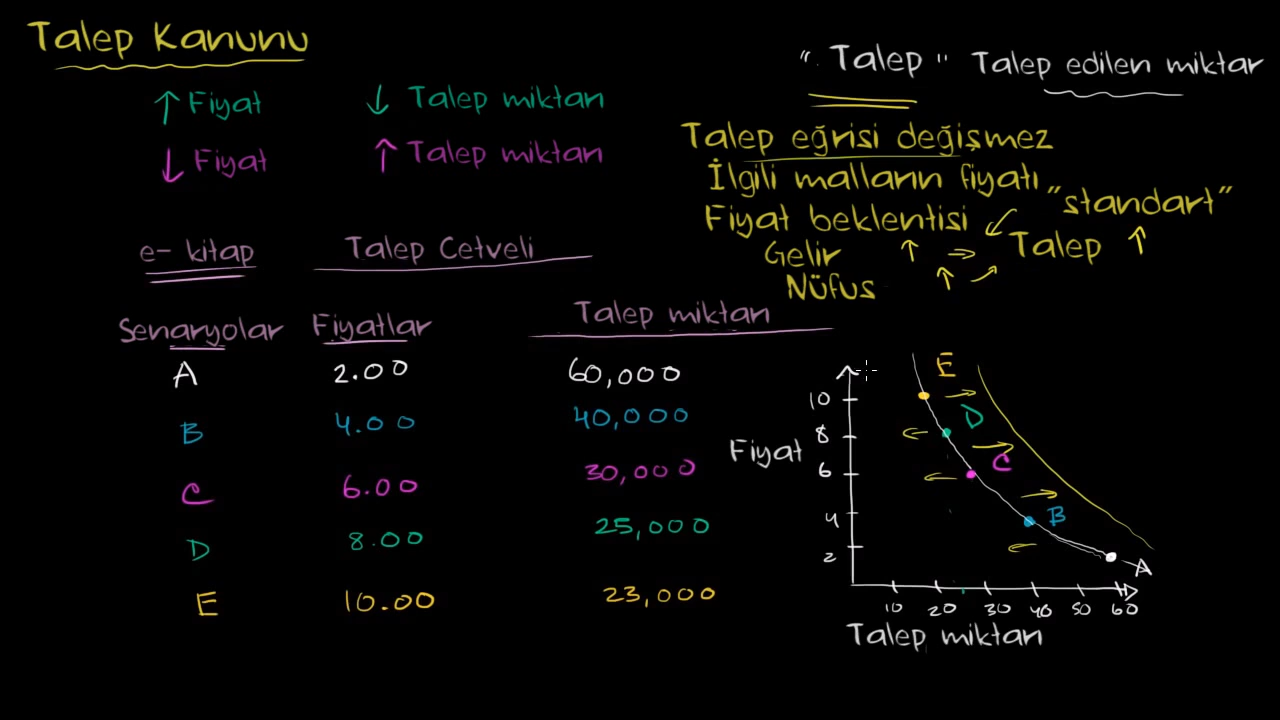 Talep Kanunu
↑ Fiyat ↓ Talep miktarı
↓ Fiyat ↑ Talep miktarı
e- kitap Talep Cetveli
Senaryolar Fiyatlar Talep miktarı
A 2.00 60,000
B 4.00 40,000
C 6.00 30,000
D 8.00 25,000
E 10.00 23,000
"Talep" Talep edilen miktar
Talep eğrisi değişmez
İlgili malların fiyatı "standart"
Fiyat beklentisi
Gelir ↑ → Talep ↑
Nüfus ↑
E
10
D
8
Fiyat
C
6
B
4
2
A
10 20 30 40 50 60
Talep miktarı